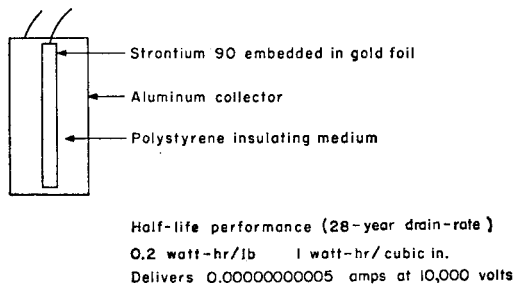 Strontium 90 embedded in gold foil
Aluminum collector
Polystyrene insulating medium
Half-life performance (28-year drain-rate)
0.2 watt-hr/lb 1 watt-hr/cubic in.
Delivers 0.00000000005 amps at 10,000 volts